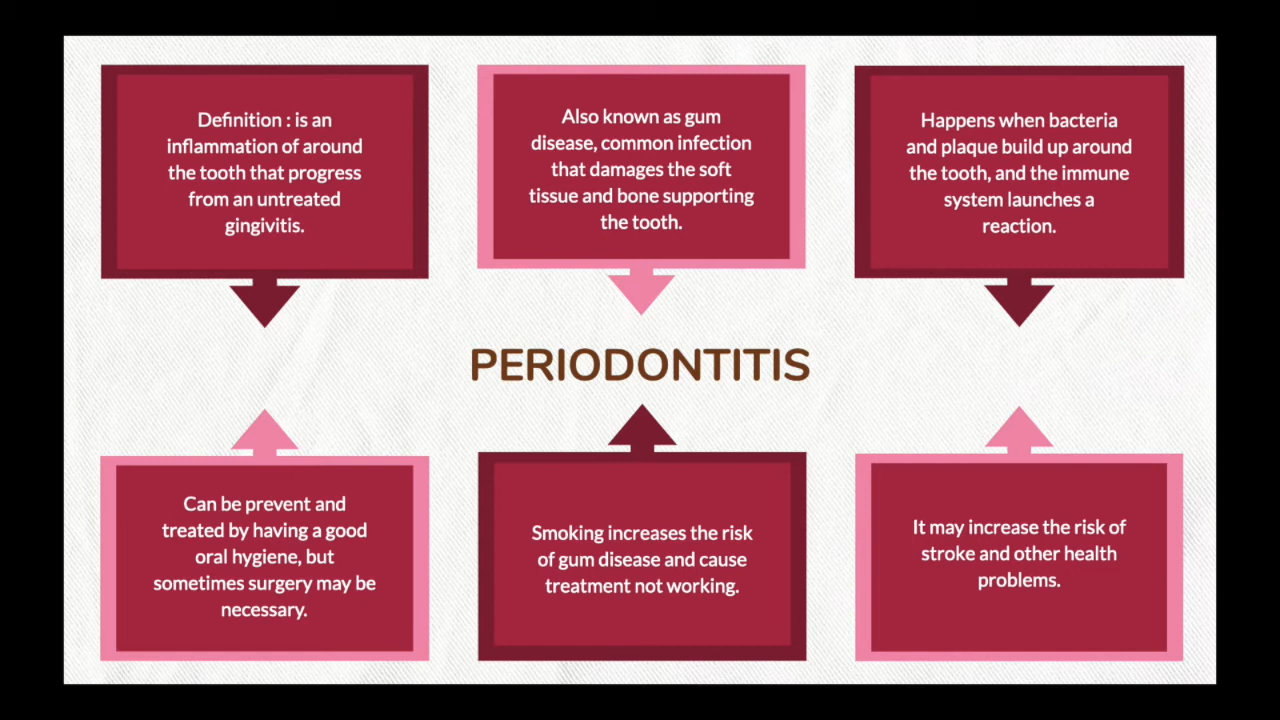 Definition : is an
inflammation of around
the tooth that progress
from an untreated
gingivitis.
Also known as gum
disease, common infection
that damages the soft
tissue and bone supporting
the tooth.
Happens when bacteria
and plaque build up around
the tooth, and the immune
system launches a
reaction.
PERIODONTITIS
Can be prevent and
treated by having a good
oral hygiene, but
sometimes surgery may be
necessary.
Smoking increases the risk
of gum disease and cause
treatment not working.
It may increase the risk of
stroke and other health
problems.